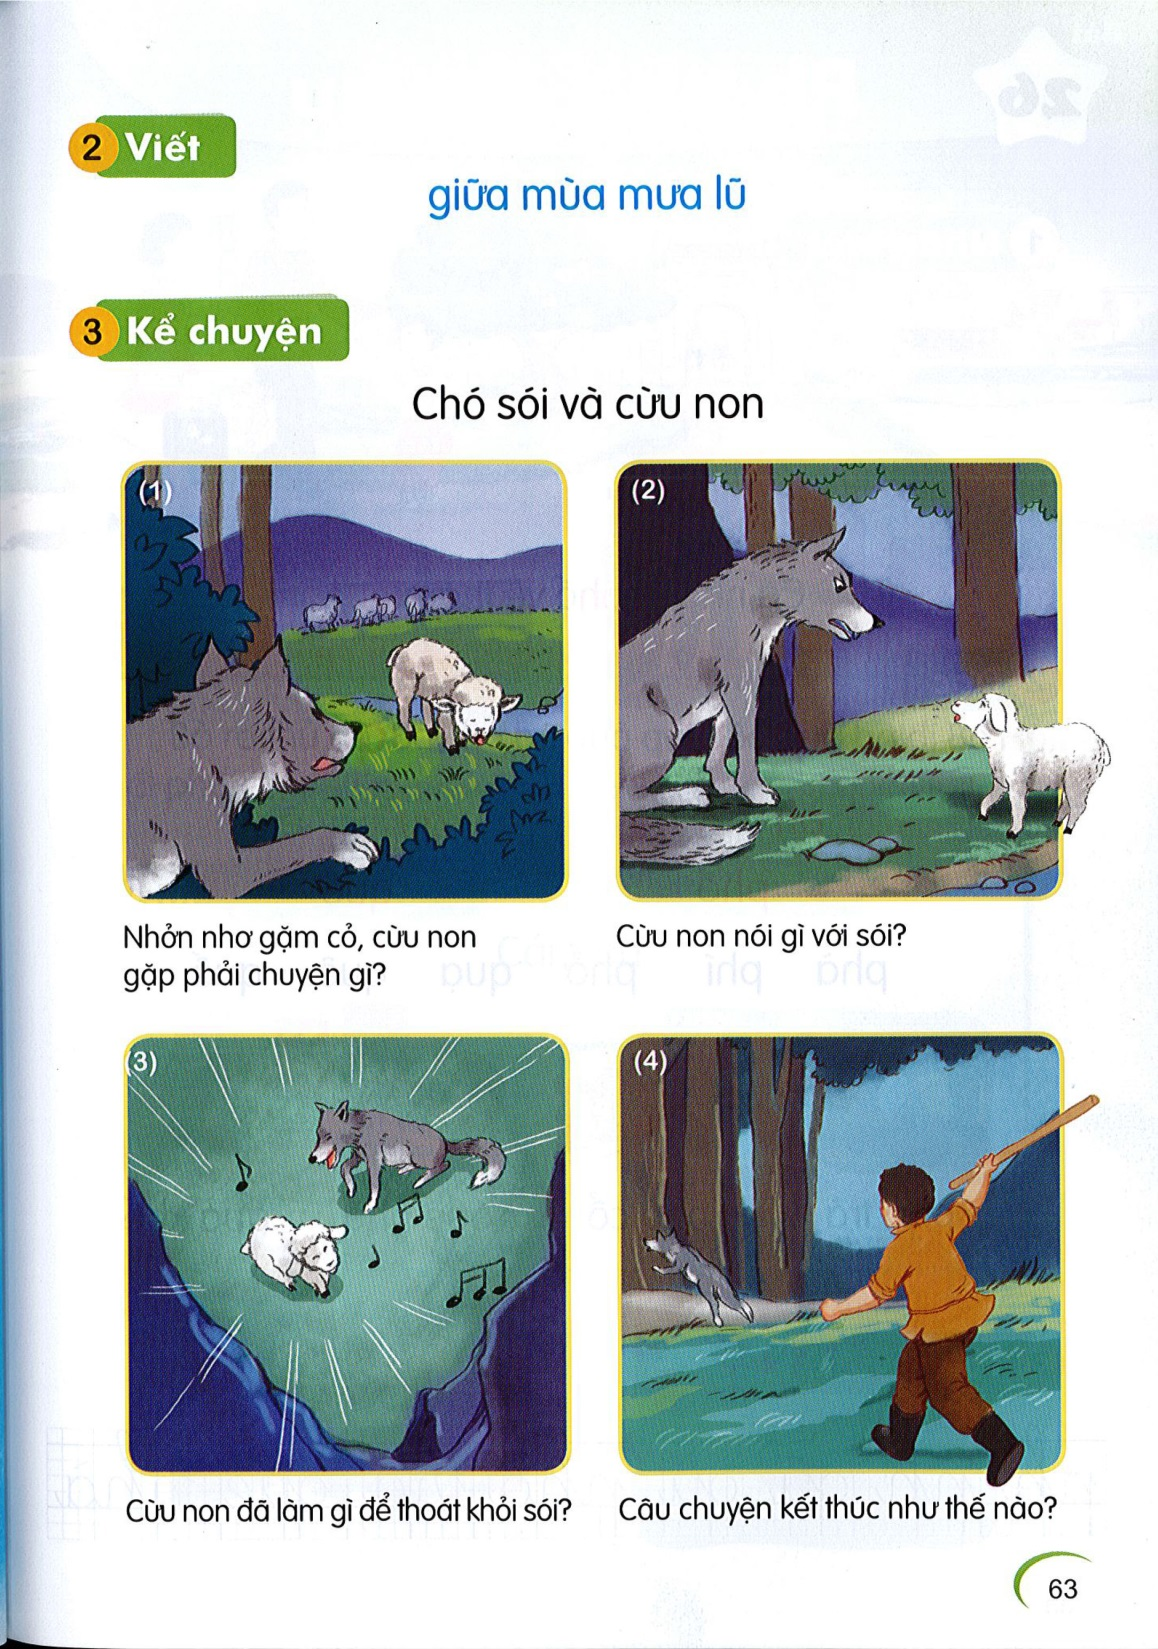 2 Viết
giữa mùa mưa lũ
3 Kể chuyện
Chó sói và cừu non
(1)
(2)
Nhởn nhơ gặm cỏ, cừu non
gặp phải chuyện gì?
Cừu non nói gì với sói?
(3)
(4)
Cừu non đã làm gì để thoát khỏi sói?
Câu chuyện kết thúc như thế nào?
63